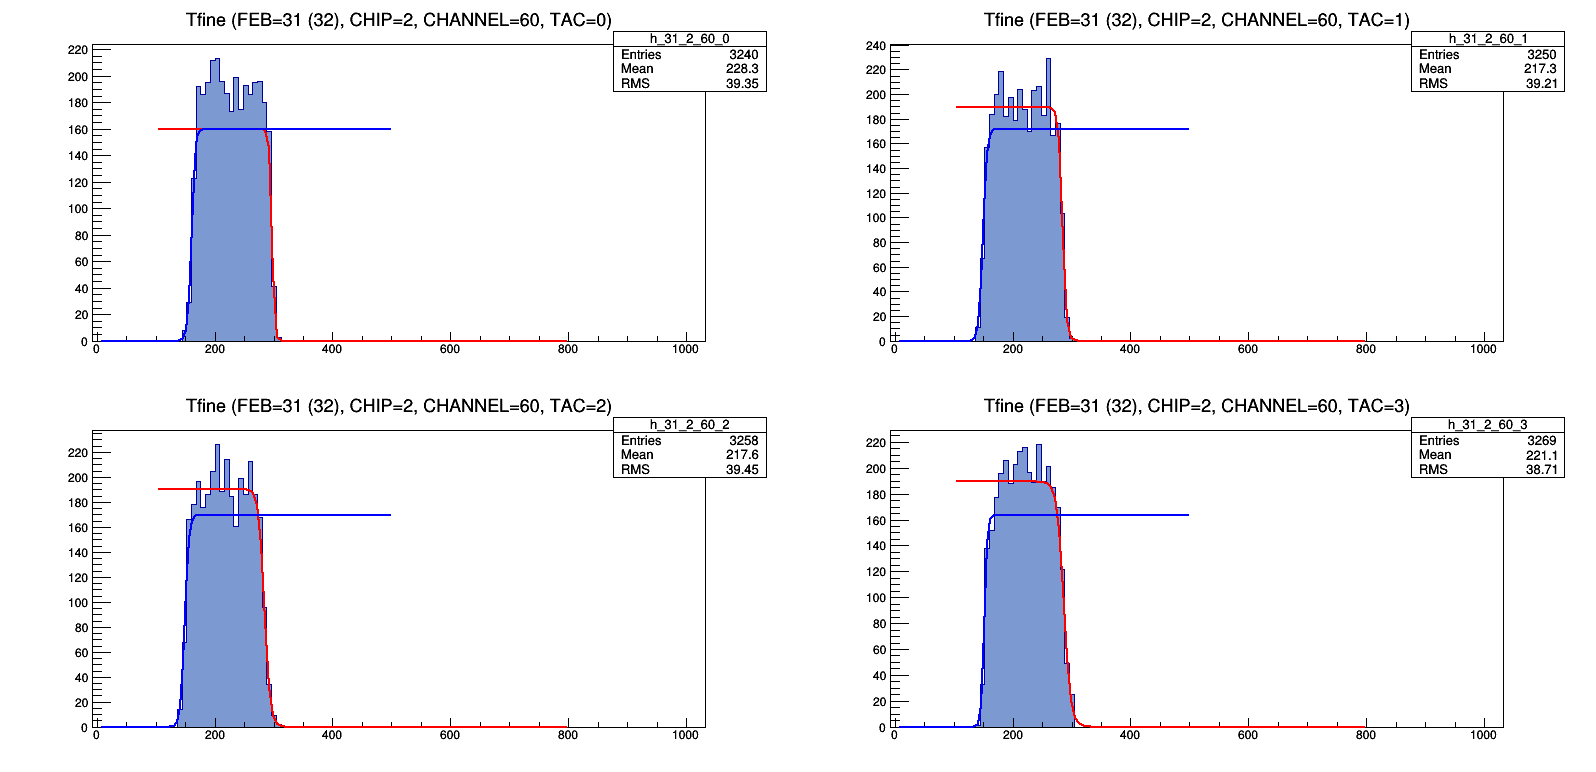 Tfine (FEB=31 (32), CHIP=2, CHANNEL=60, TAC=0)
h_31_2_60_0
Entries 3240
Mean 228.3
RMS 39.35
220
200
180
160
140
120
100
80
60
40
20
0
0 200 400 600 800 1000
Tfine (FEB=31 (32), CHIP=2, CHANNEL=60, TAC=1)
h_31_2_60_1
Entries 3250
Mean 217.3
RMS 39.21
240
220
200
180
160
140
120
100
80
60
40
20
0
0 200 400 600 800 1000
Tfine (FEB=31 (32), CHIP=2, CHANNEL=60, TAC=2)
h_31_2_60_2
Entries 3258
Mean 217.6
RMS 39.45
220
200
180
160
140
120
100
80
60
40
20
0
0 200 400 600 800 1000
Tfine (FEB=31 (32), CHIP=2, CHANNEL=60, TAC=3)
h_31_2_60_3
Entries 3269
Mean 221.1
RMS 38.71
220
200
180
160
140
120
100
80
60
40
20
0
0 200 400 600 800 1000